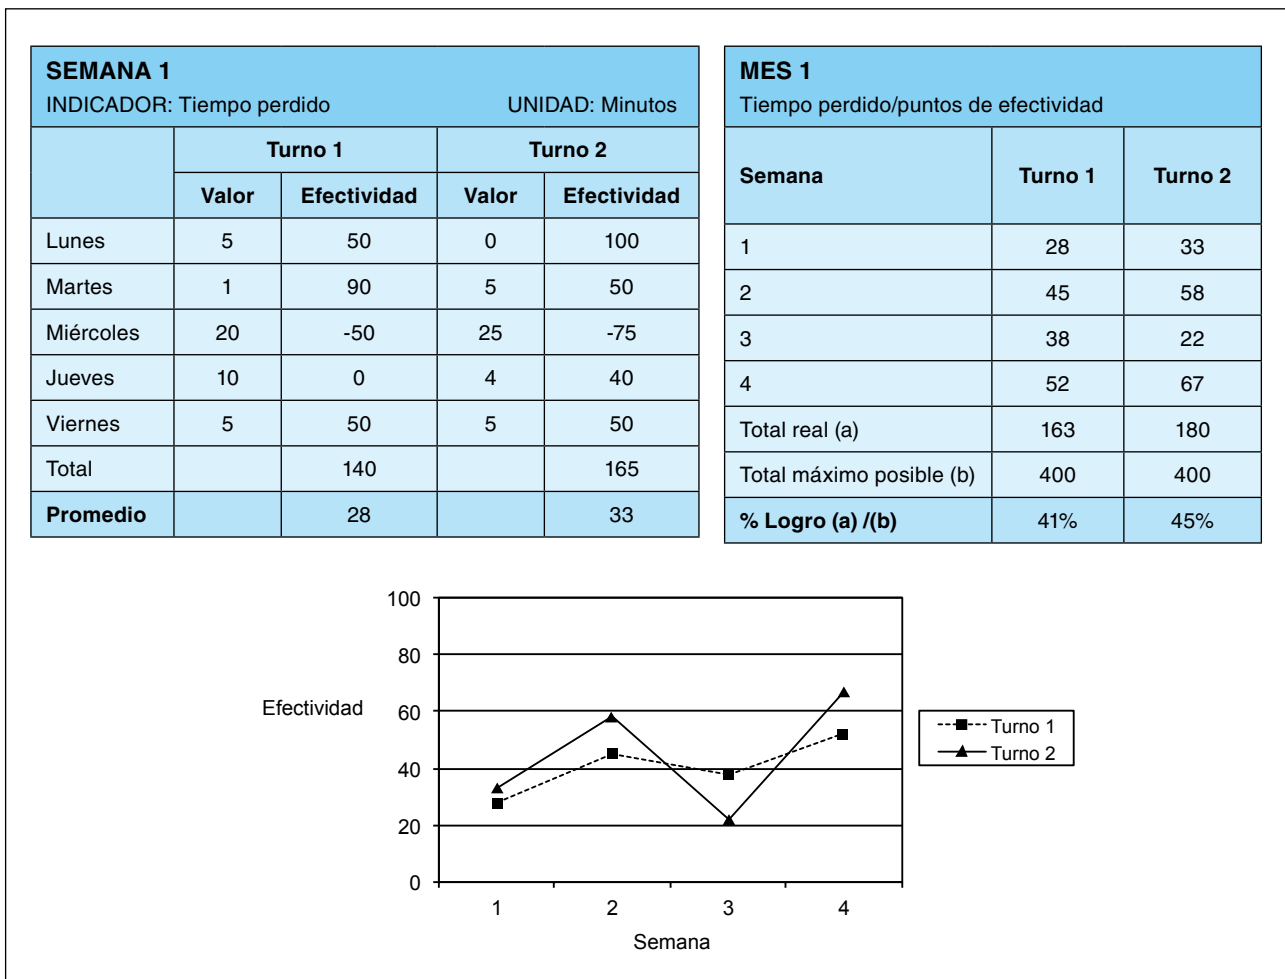 SEMANA 1
INDICADOR: Tiempo perdido UNIDAD: Minutos
Turno 1 Turno 2
Valor Efectividad Valor Efectividad
Lunes 5 50 0 100
Martes 1 90 5 50
Miércoles 20 -50 25 -75
Jueves 10 0 4 40
Viernes 5 50 5 50
Total 140 165
Promedio 28 33
MES 1
Tiempo perdido/puntos de efectividad
Semana Turno 1 Turno 2
1 28 33
2 45 58
3 38 22
4 52 67
Total real (a) 163 180
Total máximo posible (b) 400 400
% Logro (a) /(b) 41% 45%
100
80
60
40
20
0
Efectividad
1 2 3 4
Semana
Turno 1
Turno 2